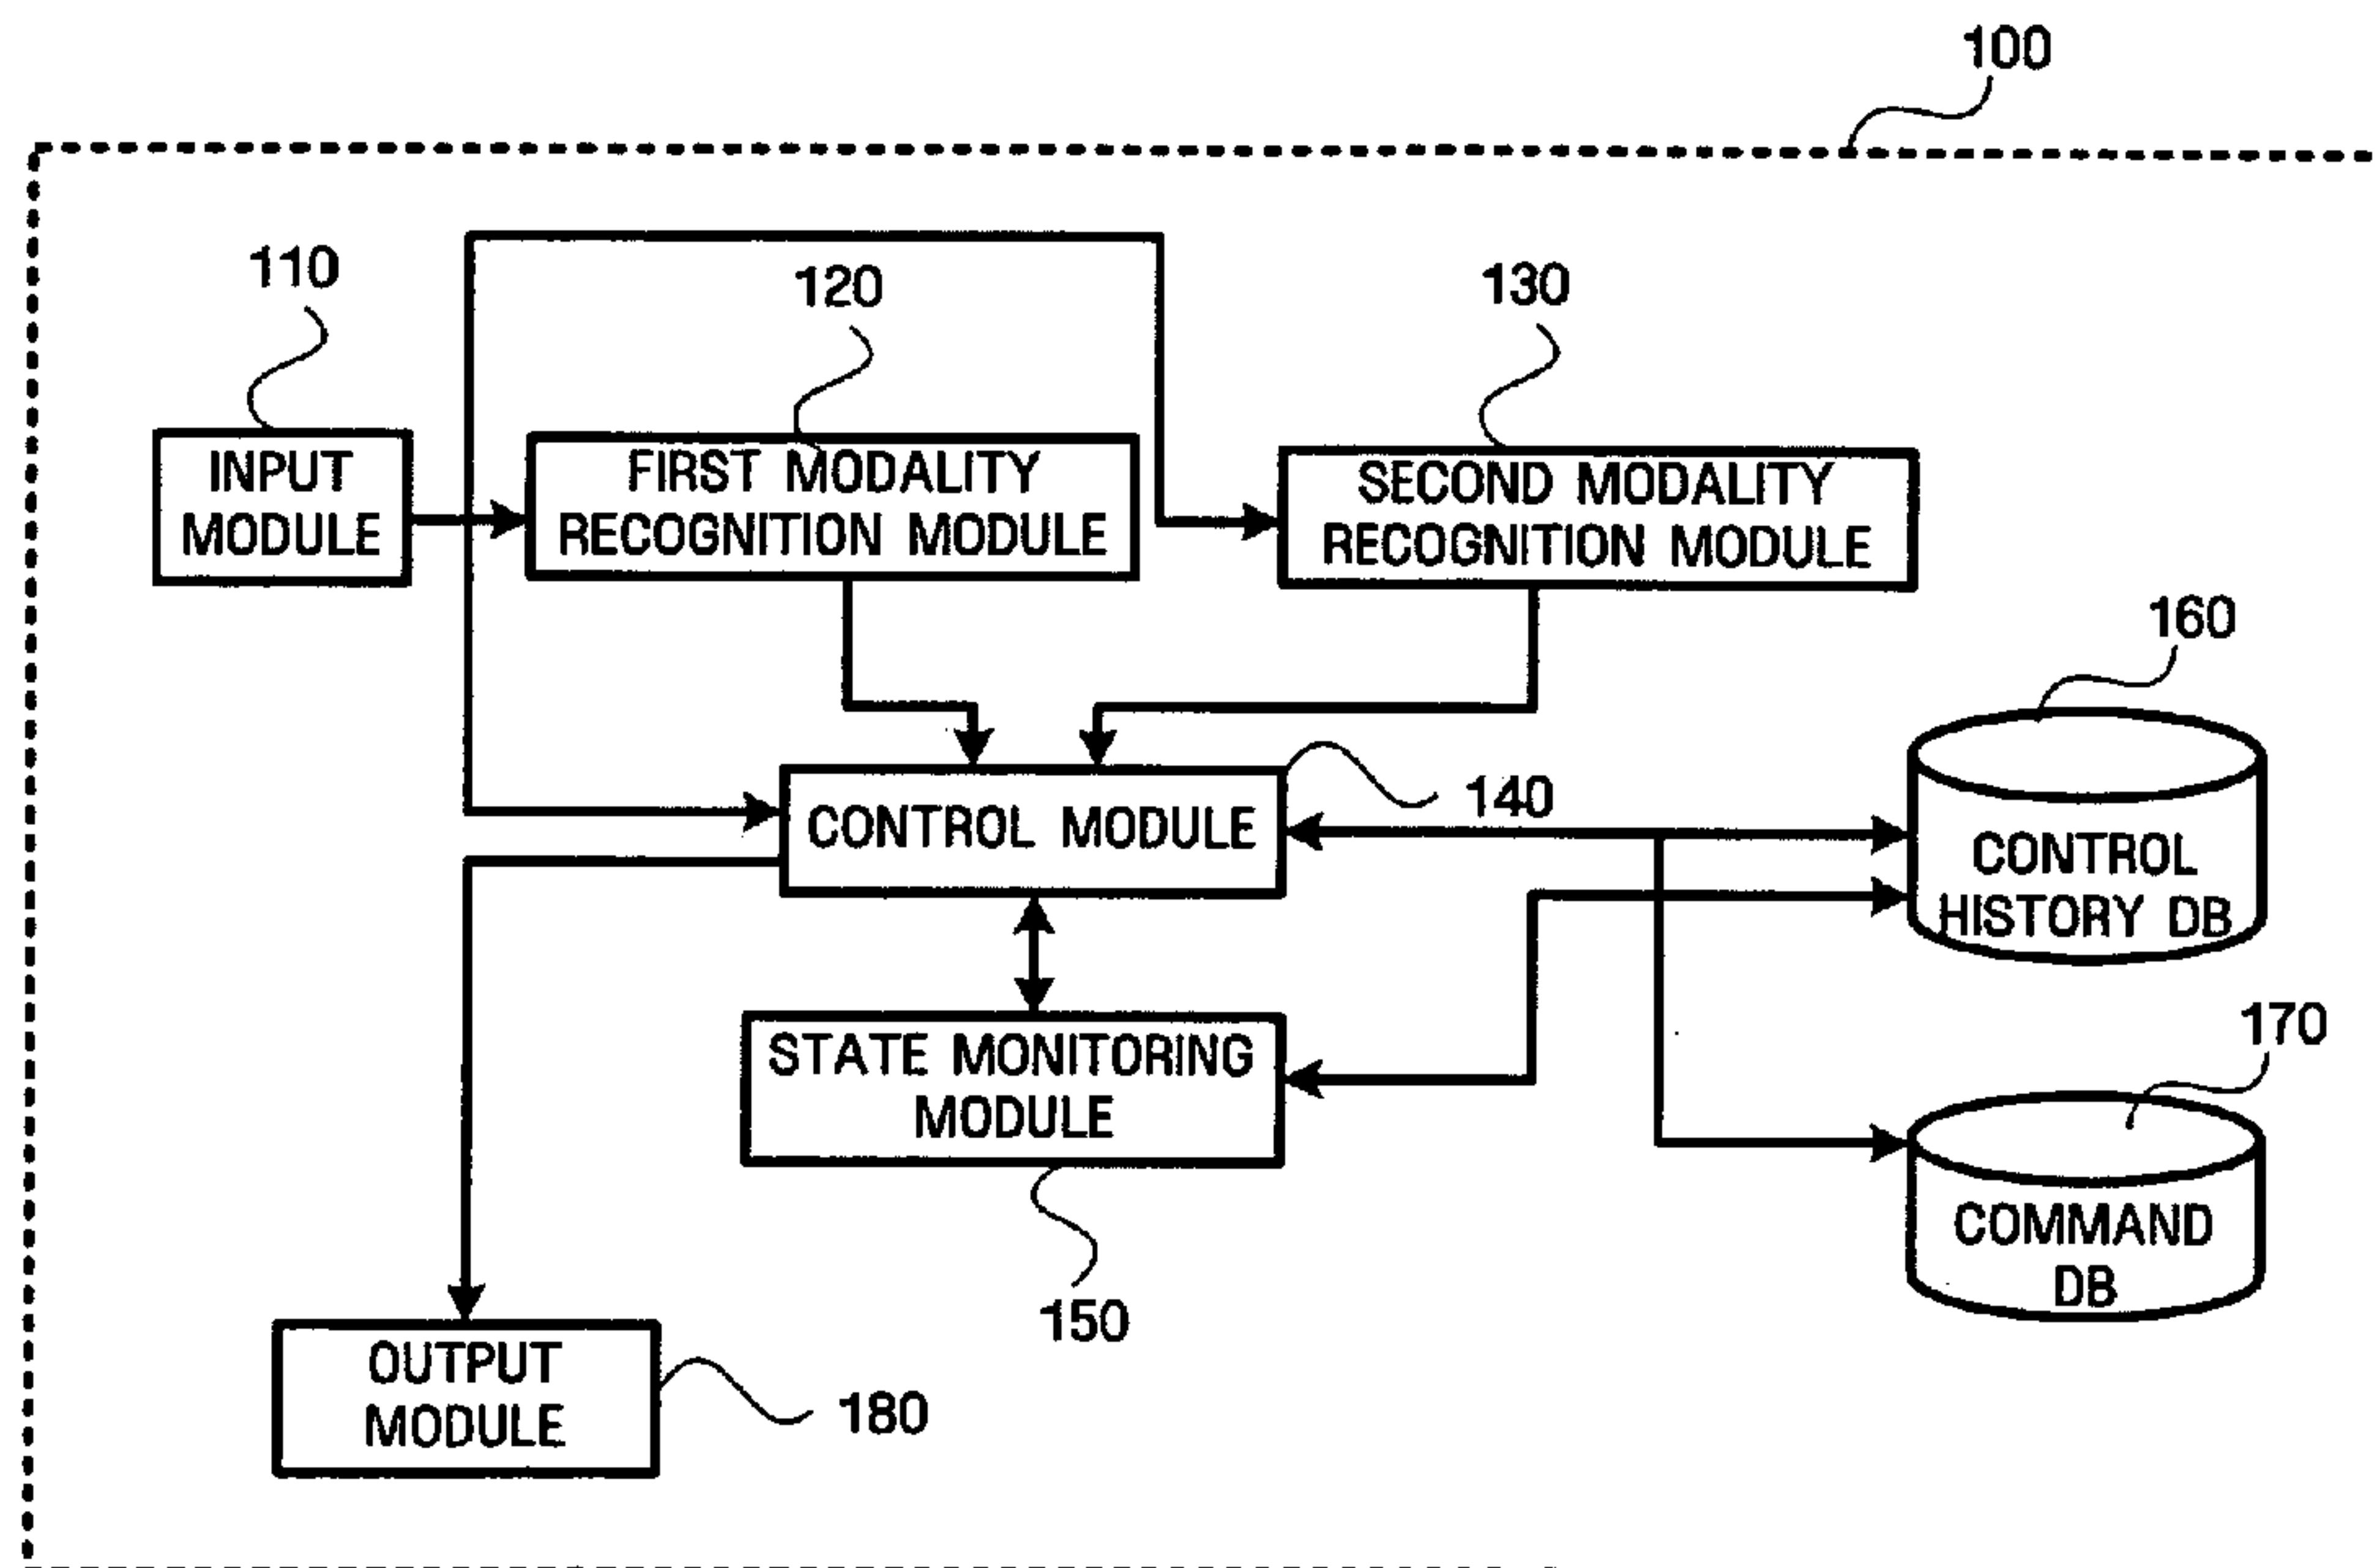 100
110
120
130
INPUT
MODULE
FIRST MODALITY
RECOGNITION MODULE
SECOND MODALITY
RECOGNITION MODULE
160
140
CONTROL MODULE
CONTROL
HISTORY DB
170
STATE MONITORING
MODULE
COMMAND
DB
150
OUTPUT
MODULE
180